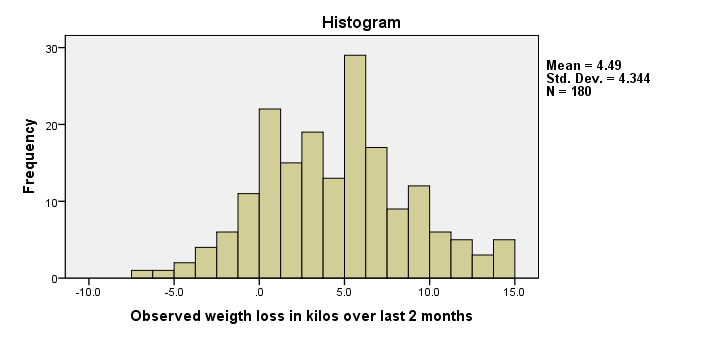 Histogram
30
20
10
0
Frequency
-10.0 -5.0 .0 5.0 10.0 15.0
Observed weigth loss in kilos over last 2 months
Mean = 4.49
Std. Dev. = 4.344
N = 180